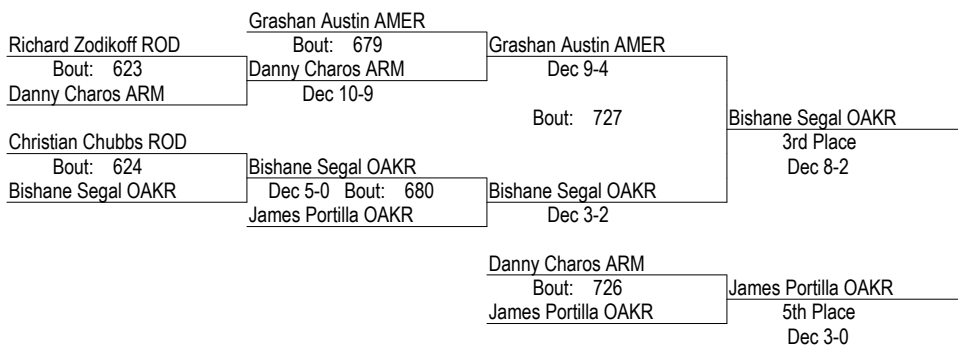 Grashan Austin AMER
Richard Zodikoff ROD
Bout: 679
Grashan Austin AMER
Bout: 623
Danny Charos ARM
Dec 9-4
Danny Charos ARM
Dec 10-9
Bout: 727
Bishane Segal OAKR
Christian Chubbs ROD
3rd Place
Bout: 624
Bishane Segal OAKR
Dec 8-2
Bishane Segal OAKR
Dec 5-0 Bout: 680
Bishane Segal OAKR
James Portilla OAKR
Dec 3-2
Danny Charos ARM
Bout: 726
James Portilla OAKR
James Portilla OAKR
5th Place
Dec 3-0